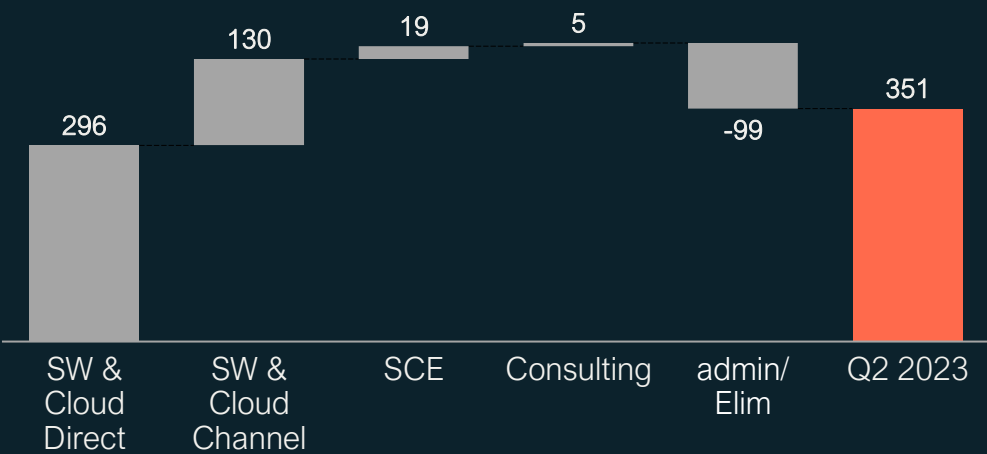 296
130
19
5
-99
351
SW &
Cloud
Direct
SW &
Cloud
Channel
SCE
Consulting
admin/
Elim
Q2 2023